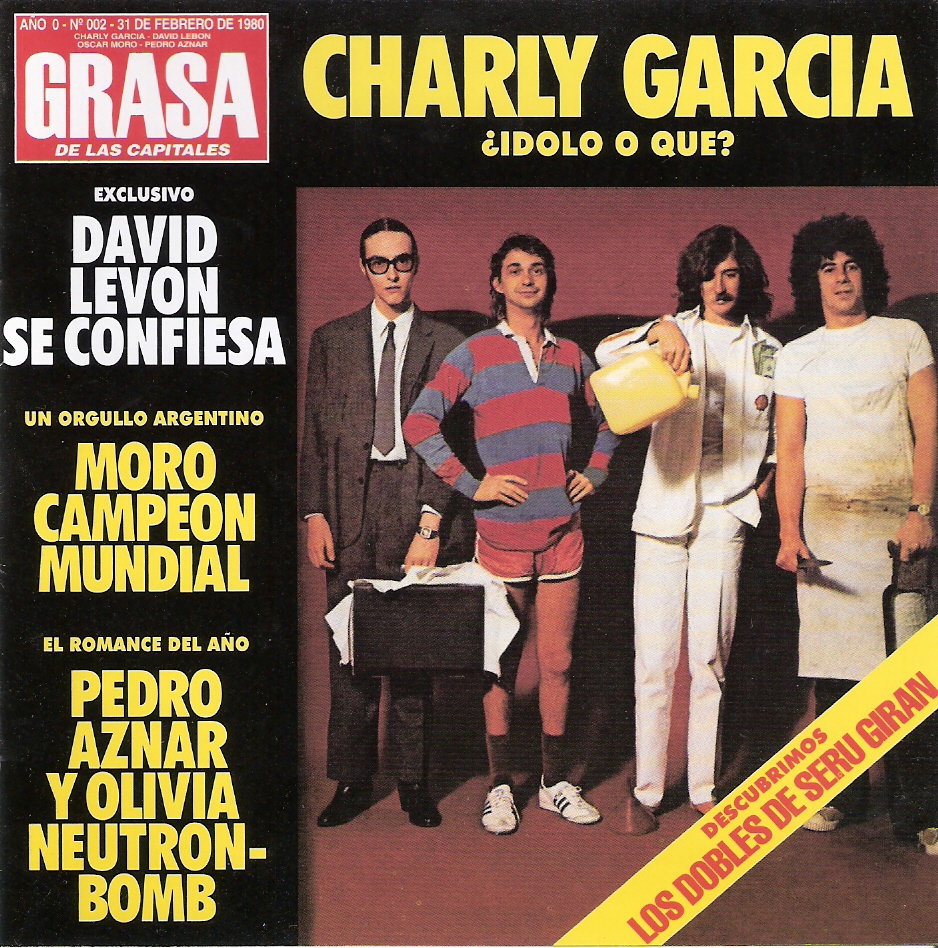 AÑO 0 - Nº 002 - 31 DE FEBRERO DE 1980
CHARLY GARCIA - DAVID LEBON
OSCAR MORO - PEDRO AZNAR
GRASA
DE LAS CAPITALES
CHARLY GARCIA
¿IDOLO O QUE?
EXCLUSIVO
DAVID
LEVON
SE CONFIESA
UN ORGULLO ARGENTINO
MORO
CAMPEON
MUNDIAL
EL ROMANCE DEL AÑO
PEDRO
AZNAR
Y OLIVIA
NEUTRON-
BOMB
DESCUBRIMOS
LOS DOBLES DE SERU GIRAN